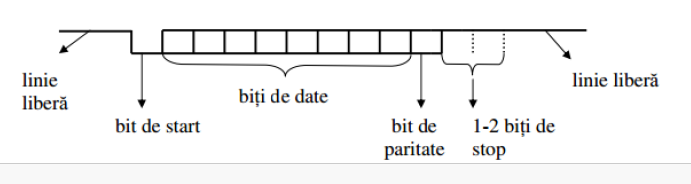 linie
liberă
bit de start
biți de date
bit de
paritate
1-2 biți de
stop
linie liberă